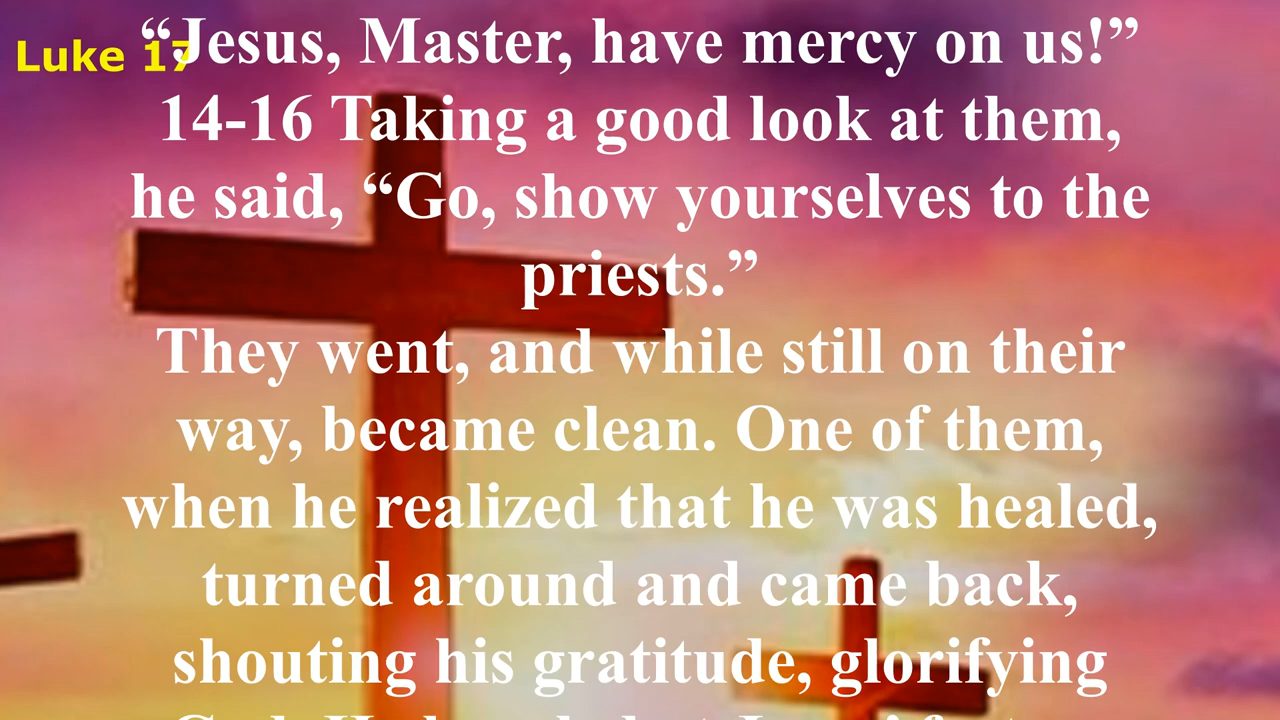 Luke 17
“Jesus, Master, have mercy on us!”
14-16 Taking a good look at them,
he said, “Go, show yourselves to the
priests.”
They went, and while still on their
way, became clean. One of them,
when he realized that he was healed,
turned around and came back,
shouting his gratitude, glorifying